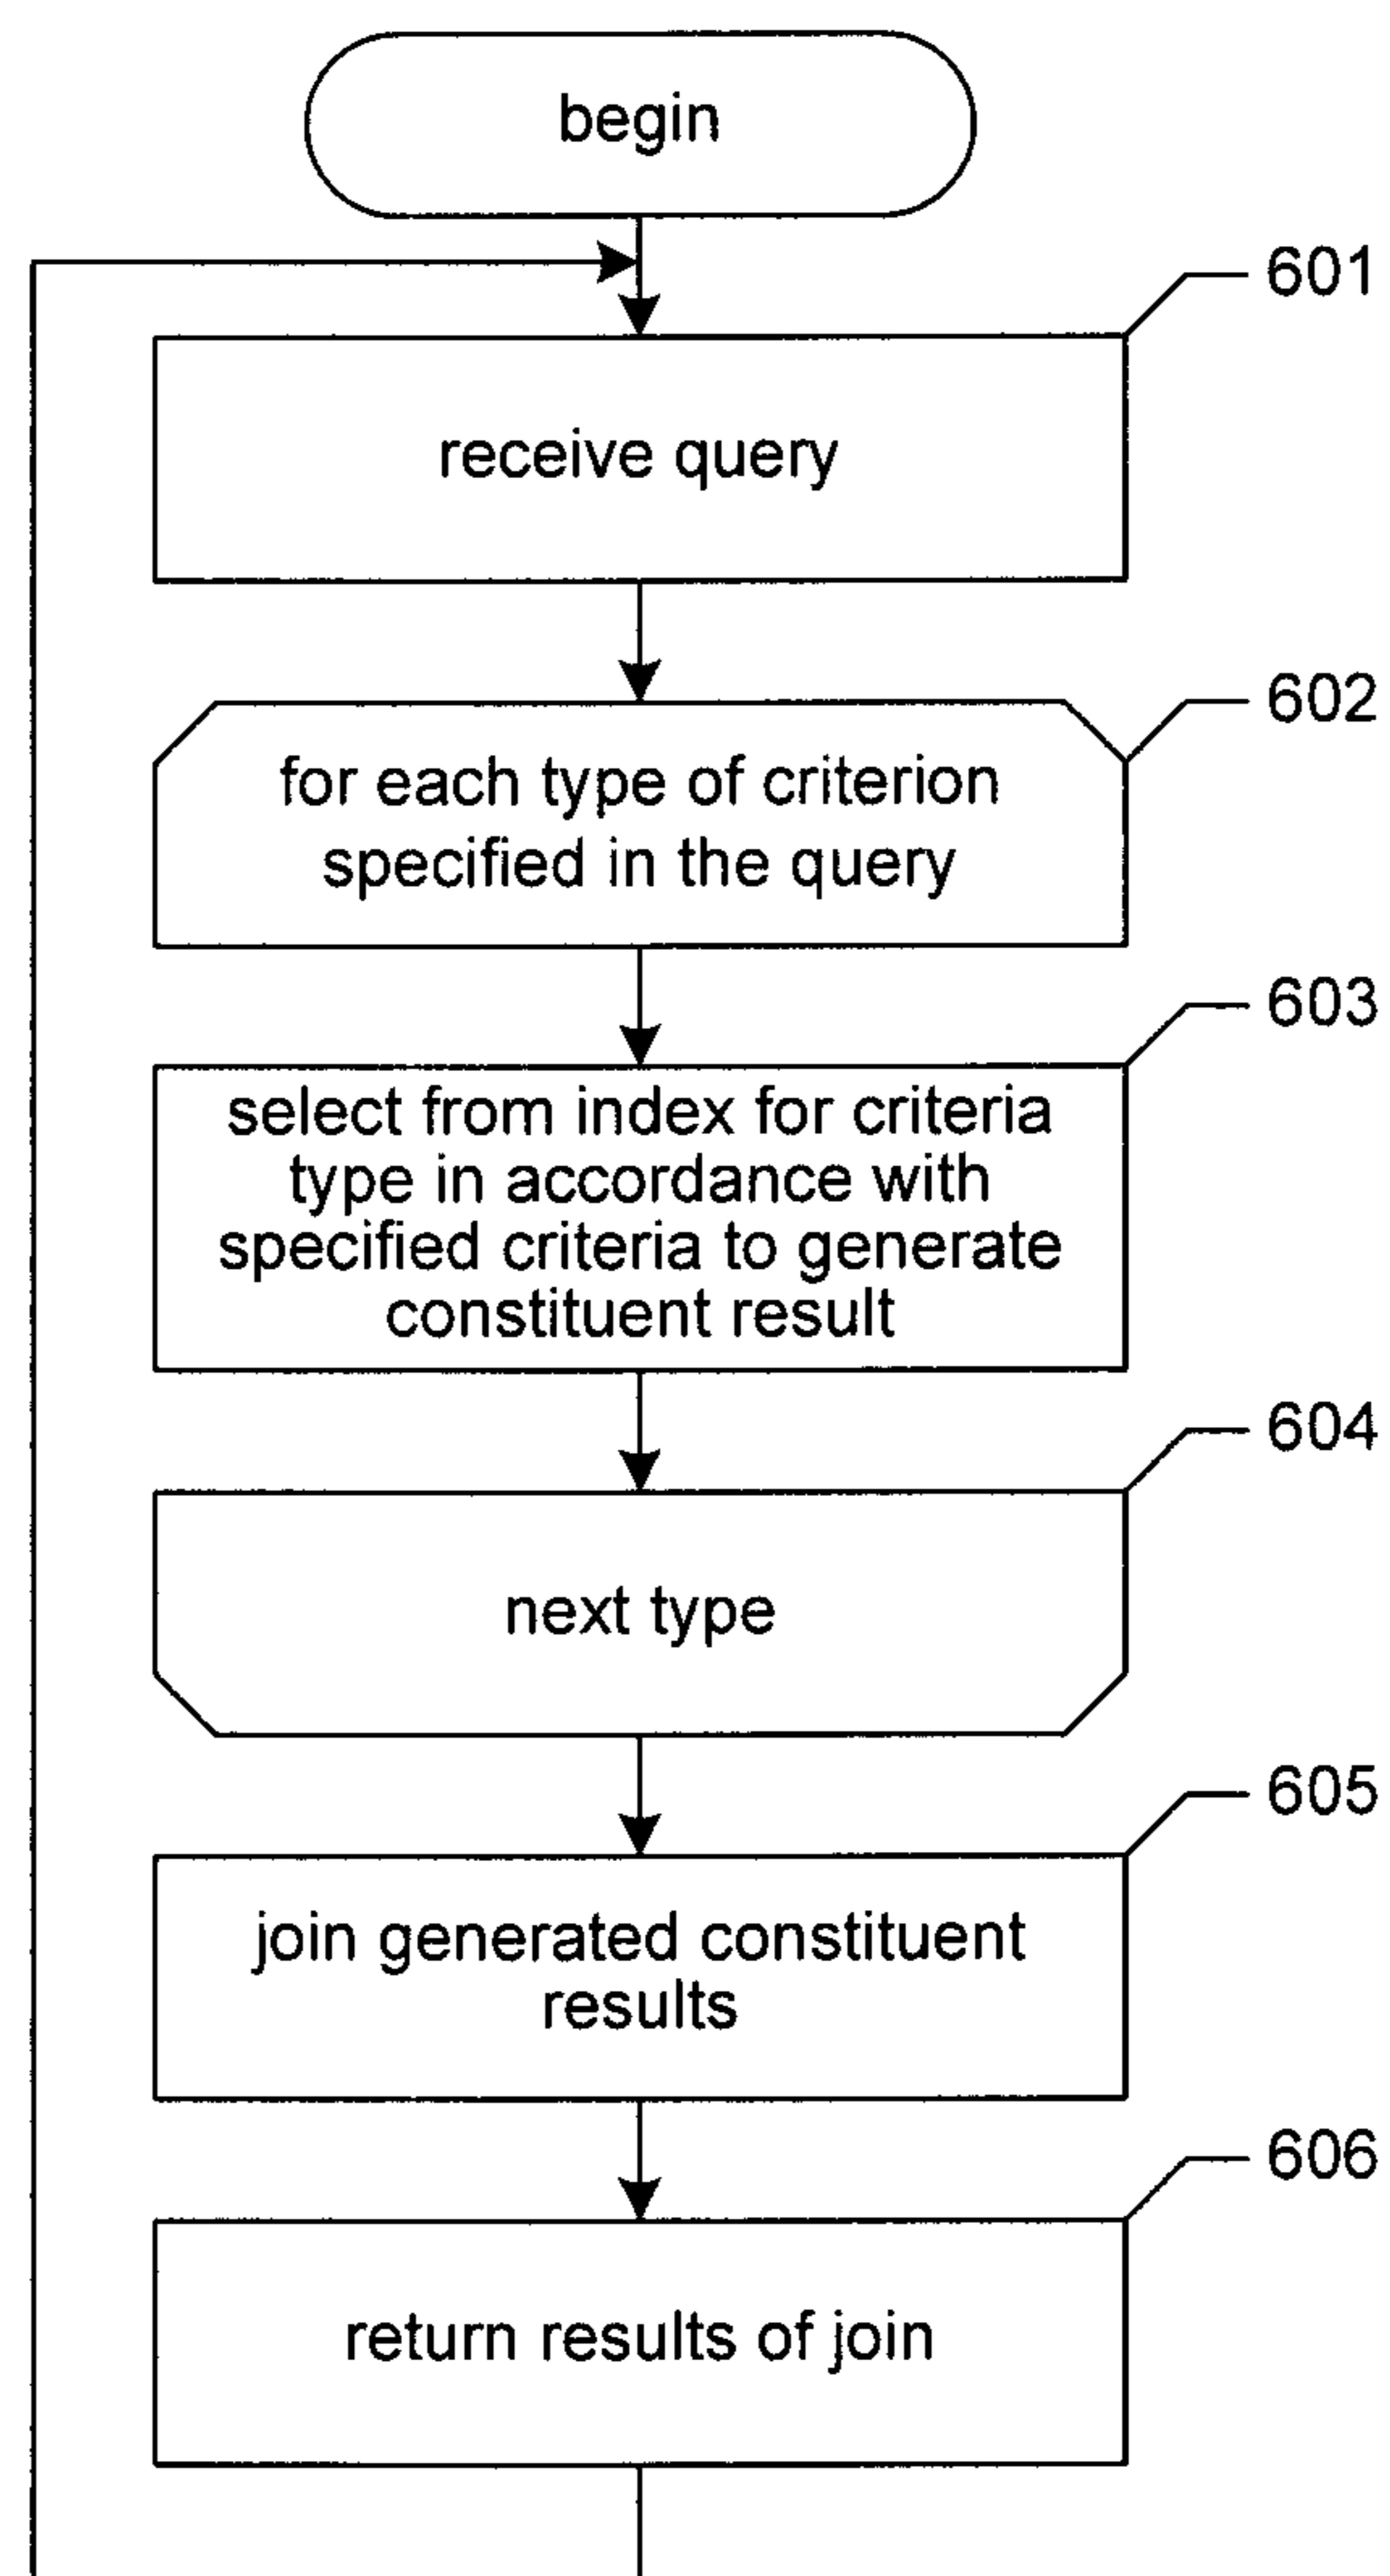 begin
601
receive query
602
for each type of criterion
specified in the query
603
select from index for criteria
type in accordance with
specified criteria to generate
constituent result
604
next type
605
join generated constituent
results
606
return results of join